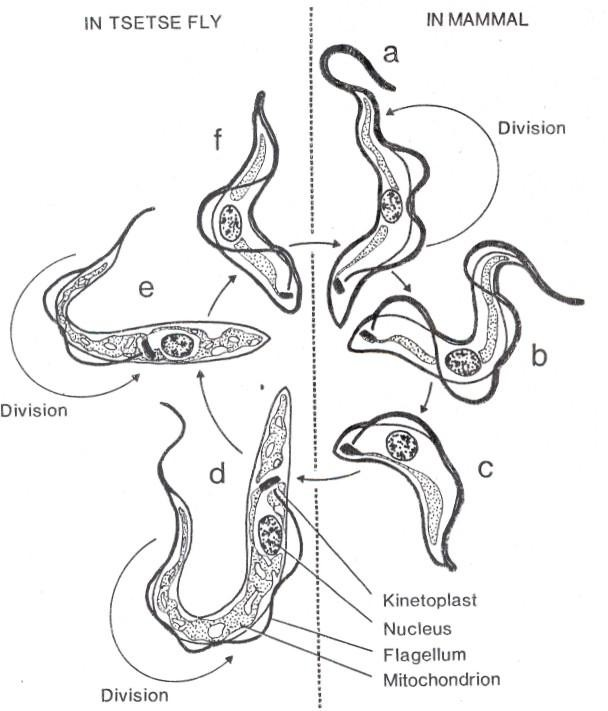 IN TSETSE FLY
IN MAMMAL
a
Division
f
e
b
Division
d
c
Kinetoplast
Nucleus
Flagellum
Mitochondrion
Division